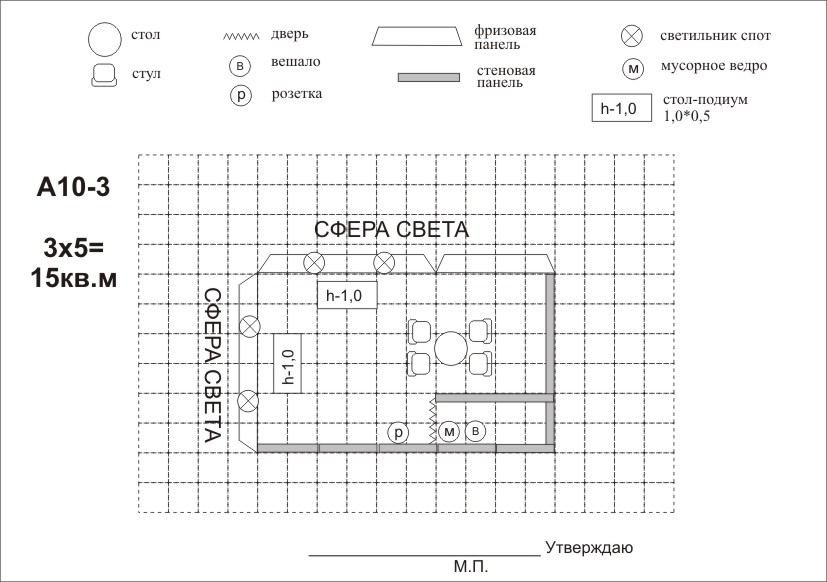 стол
стул
дверь
вешало
в
розетка
р
фризовая
панель
стеновая
панель
светильник спот
мусорное ведро
м
h-1,0
стол-подиум
1,0*0,5
А10-3
3х5=
15кв.м
СФЕРА СВЕТА
СФЕРА СВЕТА
h-1,0
h-1,0
р
м
в
Утверждаю
М.П.